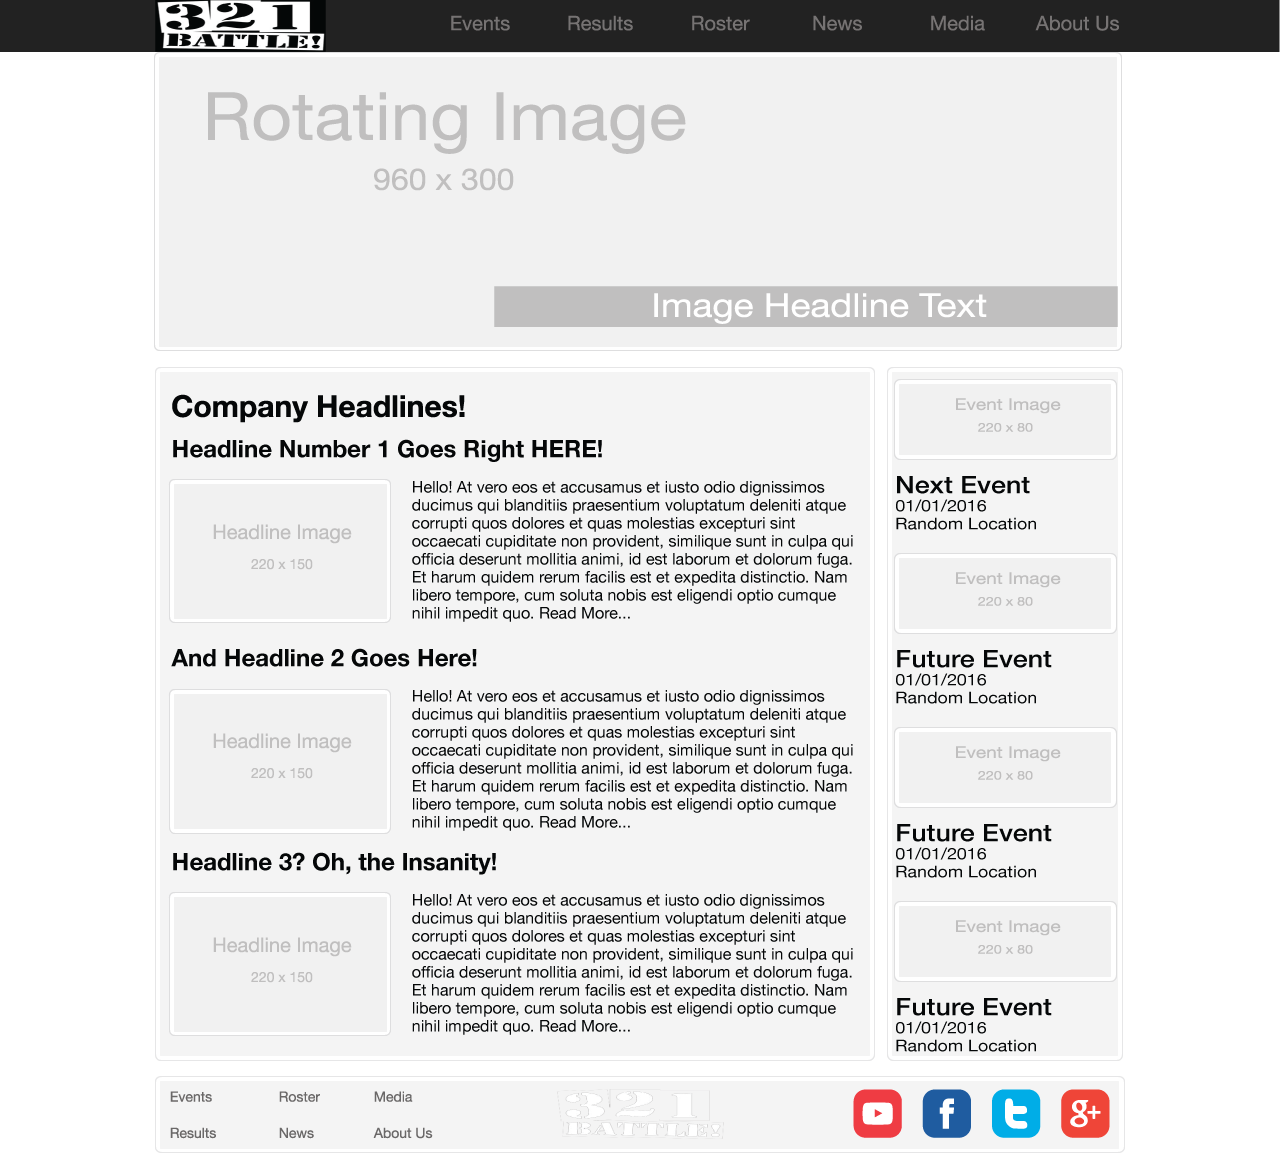 321
BATTLE!
Events Results Roster News Media About Us
Rotating Image
960 x 300
Image Headline Text
Company Headlines!
Headline Number 1 Goes Right HERE!
Headline Image
220 x 150
Hello! At vero eos et accusamus et iusto odio dignissimos
ducimus qui blanditiis praesentium voluptatum deleniti atque
corrupti quos dolores et quas molestias excepturi sint
occaecati cupiditate non provident, similique sunt in culpa qui
officia deserunt mollitia animi, id est laborum et dolorum fuga.
Et harum quidem rerum facilis est et expedita distinctio. Nam
libero tempore, cum soluta nobis est eligendi optio cumque
nihil impedit quo. Read More...
And Headline 2 Goes Here!
Headline Image
220 x 150
Hello! At vero eos et accusamus et iusto odio dignissimos
ducimus qui blanditiis praesentium voluptatum deleniti atque
corrupti quos dolores et quas molestias excepturi sint
occaecati cupiditate non provident, similique sunt in culpa qui
officia deserunt mollitia animi, id est laborum et dolorum fuga.
Et harum quidem rerum facilis est et expedita distinctio. Nam
libero tempore, cum soluta nobis est eligendi optio cumque
nihil impedit quo. Read More...
Headline 3? Oh, the Insanity!
Headline Image
220 x 150
Hello! At vero eos et accusamus et iusto odio dignissimos
ducimus qui blanditiis praesentium voluptatum deleniti atque
corrupti quos dolores et quas molestias excepturi sint
occaecati cupiditate non provident, similique sunt in culpa qui
officia deserunt mollitia animi, id est laborum et dolorum fuga.
Et harum quidem rerum facilis est et expedita distinctio. Nam
libero tempore, cum soluta nobis est eligendi optio cumque
nihil impedit quo. Read More...
Event Image
220 x 80
Next Event
01/01/2016
Random Location
Event Image
220 x 80
Future Event
01/01/2016
Random Location
Event Image
220 x 80
Future Event
01/01/2016
Random Location
Event Image
220 x 80
Future Event
01/01/2016
Random Location
Events Roster Media
Results News About Us
321
BATTLE!
f t g+